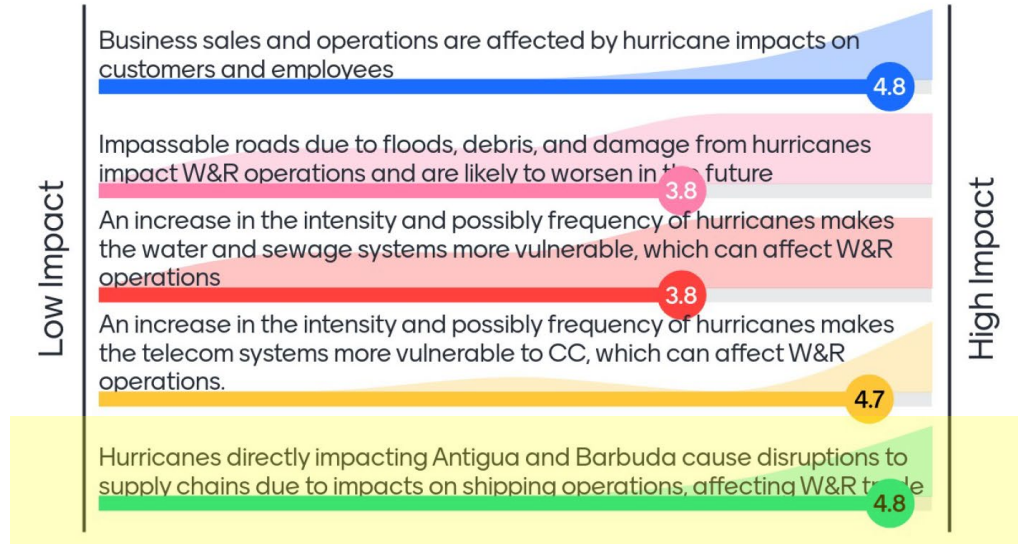 Low Impact
Business sales and operations are affected by hurricane impacts on
customers and employees
4.8
Impassable roads due to floods, debris, and damage from hurricanes
impact W&R operations and are likely to worsen in the future
3.8
An increase in the intensity and possibly frequency of hurricanes makes
the water and sewage systems more vulnerable, which can affect W&R
operations
3.8
An increase in the intensity and possibly frequency of hurricanes makes
the telecom systems more vulnerable to CC, which can affect W&R
operations.
4.7
Hurricanes directly impacting Antigua and Barbuda cause disruptions to
supply chains due to impacts on shipping operations, affecting W&R trade
4.8
High Impact